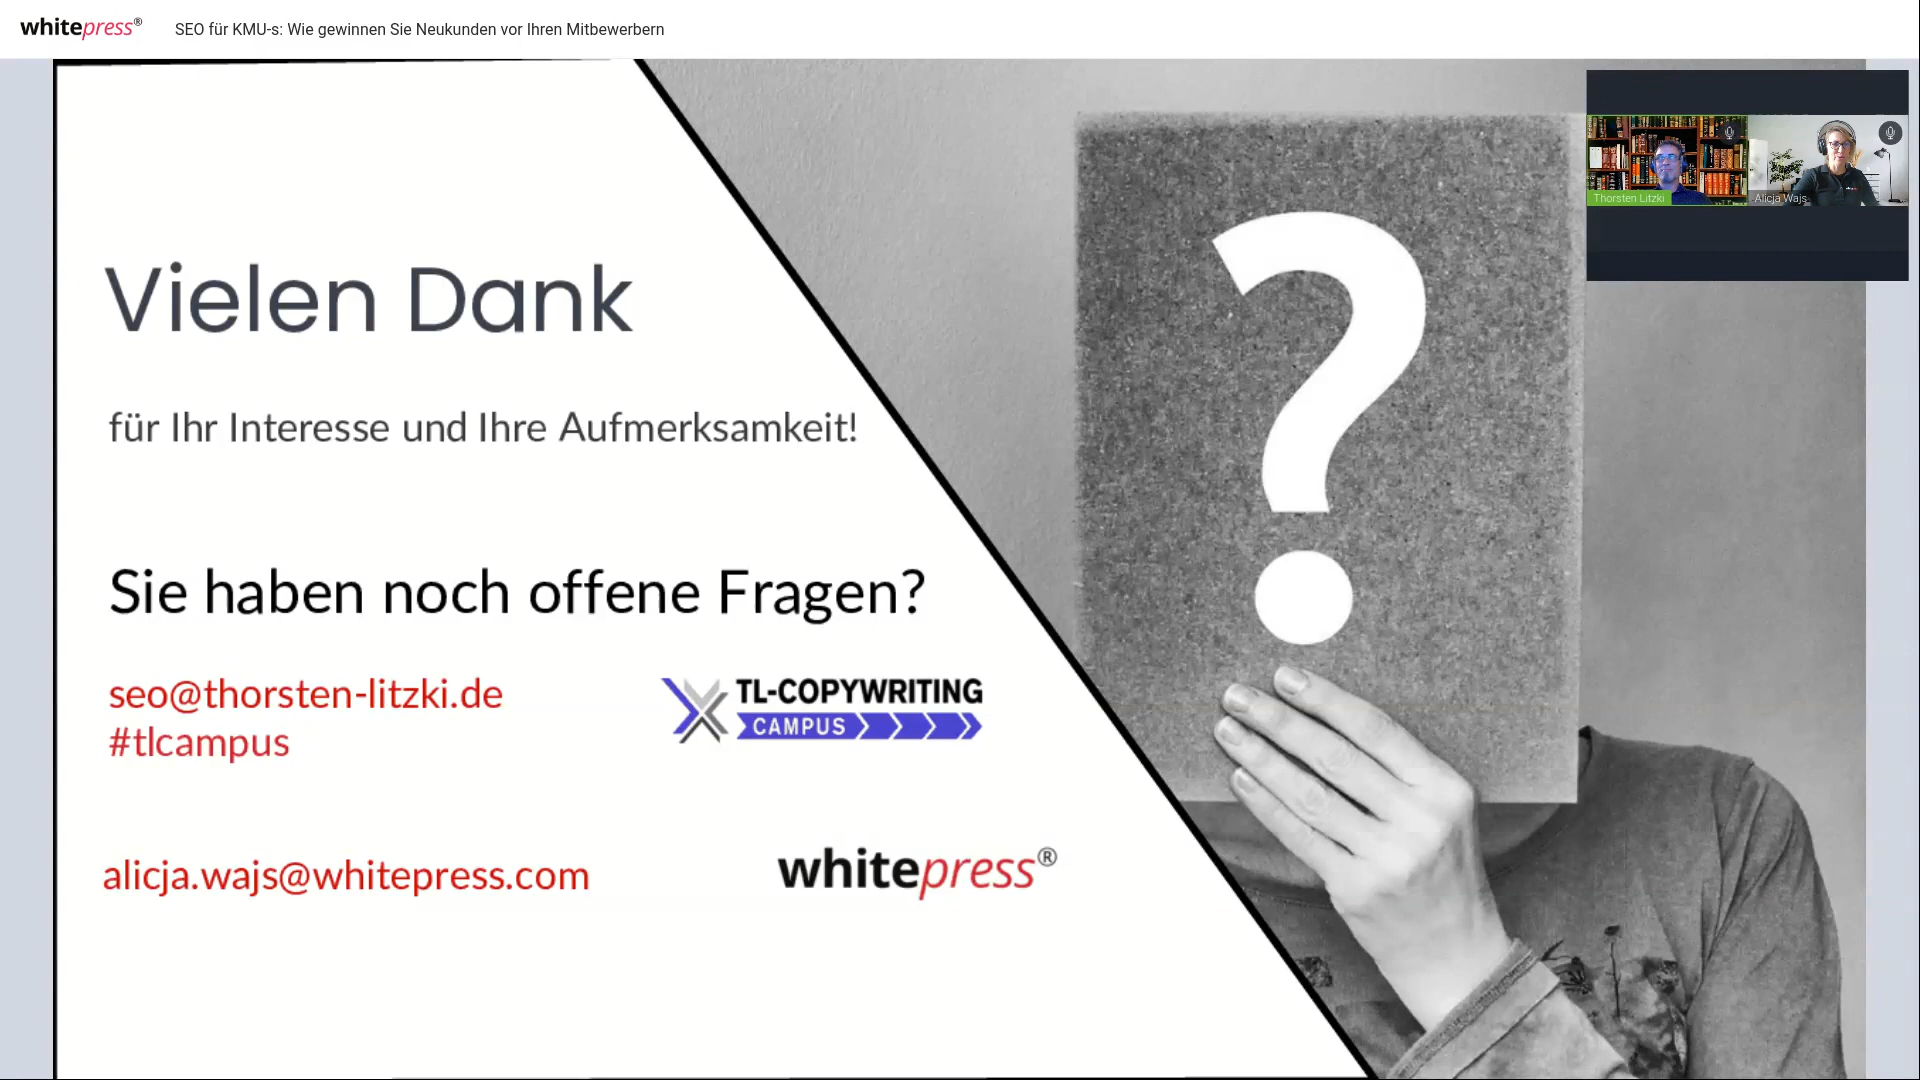 whitepress® SEO für KMU-s: Wie gewinnen Sie Neukunden vor Ihren Mitbewerbern
Thorsten Litzki
Alicja Wajs
Vielen Dank
für Ihr Interesse und Ihre Aufmerksamkeit!
?
Sie haben noch offene Fragen?
seo@thorsten-litzki.de
#tlcampus
TL-COPYWRITING
CAMPUS
alicja.wajs@whitepress.com
whitepress®